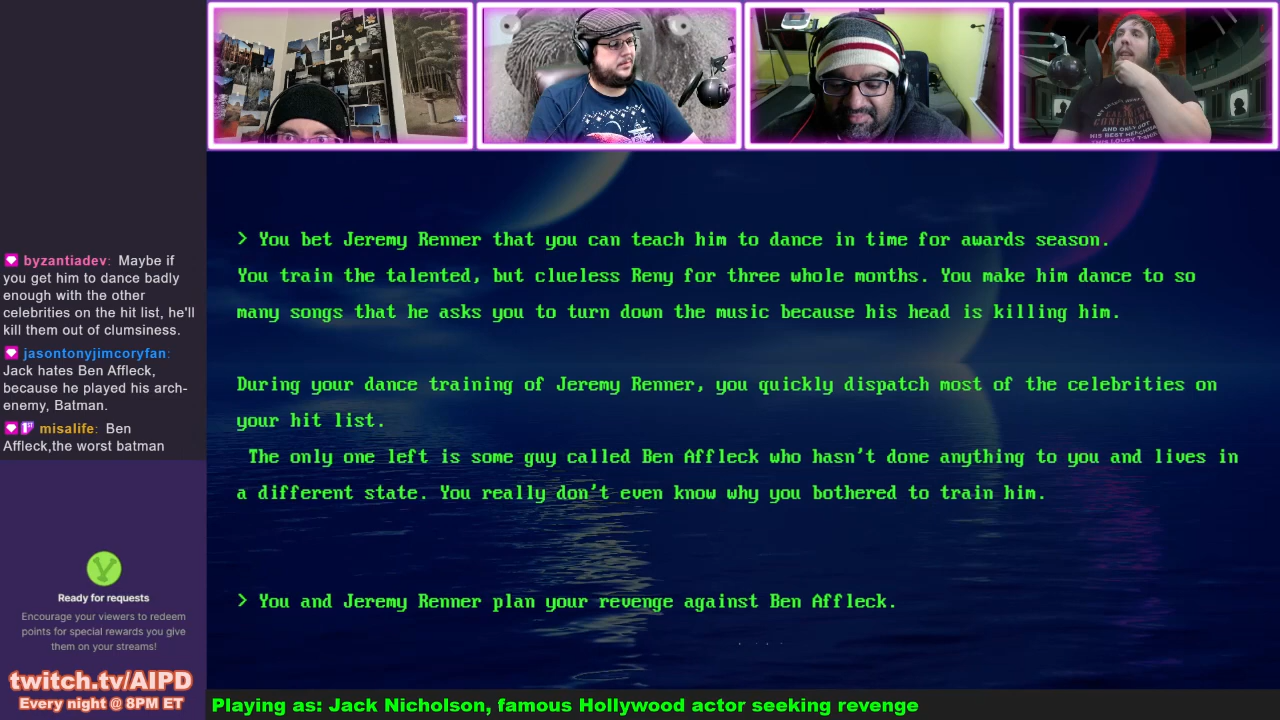 AND ONLY GOT
HIS BEST HENCHMAN
THIS LOUSY T-SHIRT
> You bet Jeremy Renner that you can teach him to dance in time for awards season.
You train the talented, but clueless Reny for three whole months. You make him dance to so
many songs that he asks you to turn down the music because his head is killing him.
During your dance training of Jeremy Renner, you quickly dispatch most of the celebrities on
your hit list.
The only one left is some guy called Ben Affleck who hasn't done anything to you and lives in
a different state. You really don't even know why you bothered to train him.
> You and Jeremy Renner plan your revenge against Ben Affleck.
byzantiadev: Maybe if
you get him to dance badly
enough with the other
celebrities on the hit list, he'll
kill them out of clumsiness.
jasontonyjimcoryfan:
Jack hates Ben Affleck,
because he played his arch-
enemy, Batman.
misalife: Ben
Affleck,the worst batman
Ready for requests
Encourage your viewers to redeem
points for special rewards you give
them on your streams!
twitch.tv/AIPD
Every night @ 8PM ET
Playing as: Jack Nicholson, famous Hollywood actor seeking revenge